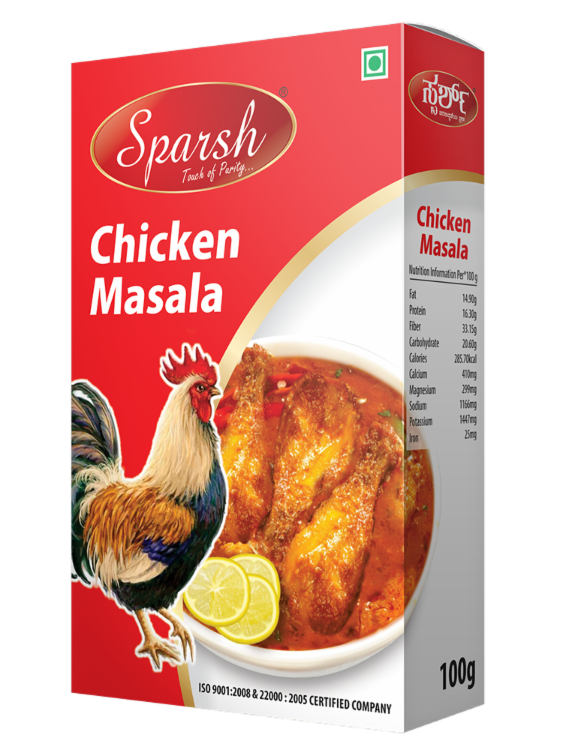 Sparsh
®
Touch of Purity...
Chicken
Masala
ISO 9001:2008 & 22000 : 2005 CERTIFIED COMPANY
ಸ್ಪರ್ಶ್
Chicken
Masala
Nutrition Information Per*100 g
Fat 14.90g
Protein 16.30g
Fiber 33.15g
Carbohydrate 20.60g
Calories 285.70kcal
Calcium 410mg
Magnesium 299mg
Sodium 1166mg
Potassium 1447mg
Iron 25mg
100g